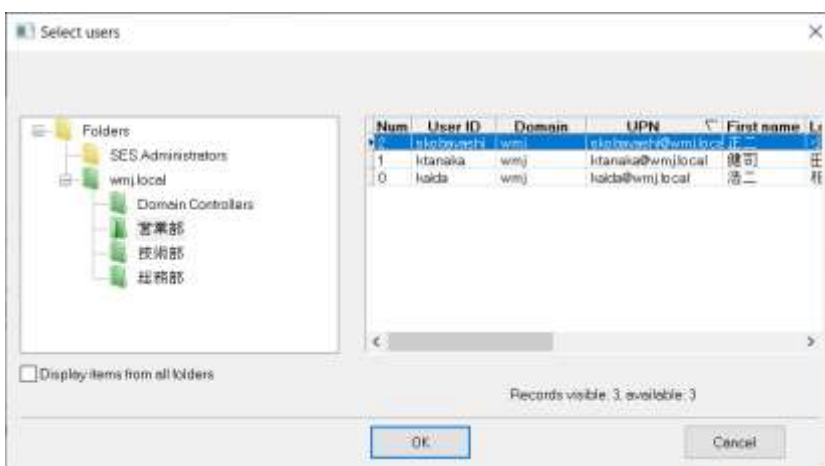 Select users
Folders
SES Administrators
wmj.local
Domain Controllers
営業部
技術部
総務部
Num User ID Domain UPN First name
2 skobayashi wmj skobayashi@wmj.loca 正二
1 ktanaka wmj ktanaka@wmj.local 健司
0 kaida wmj kaida@wmj.local 浩二
Display items from all folders
Records visible: 3, available: 3
OK
Cancel